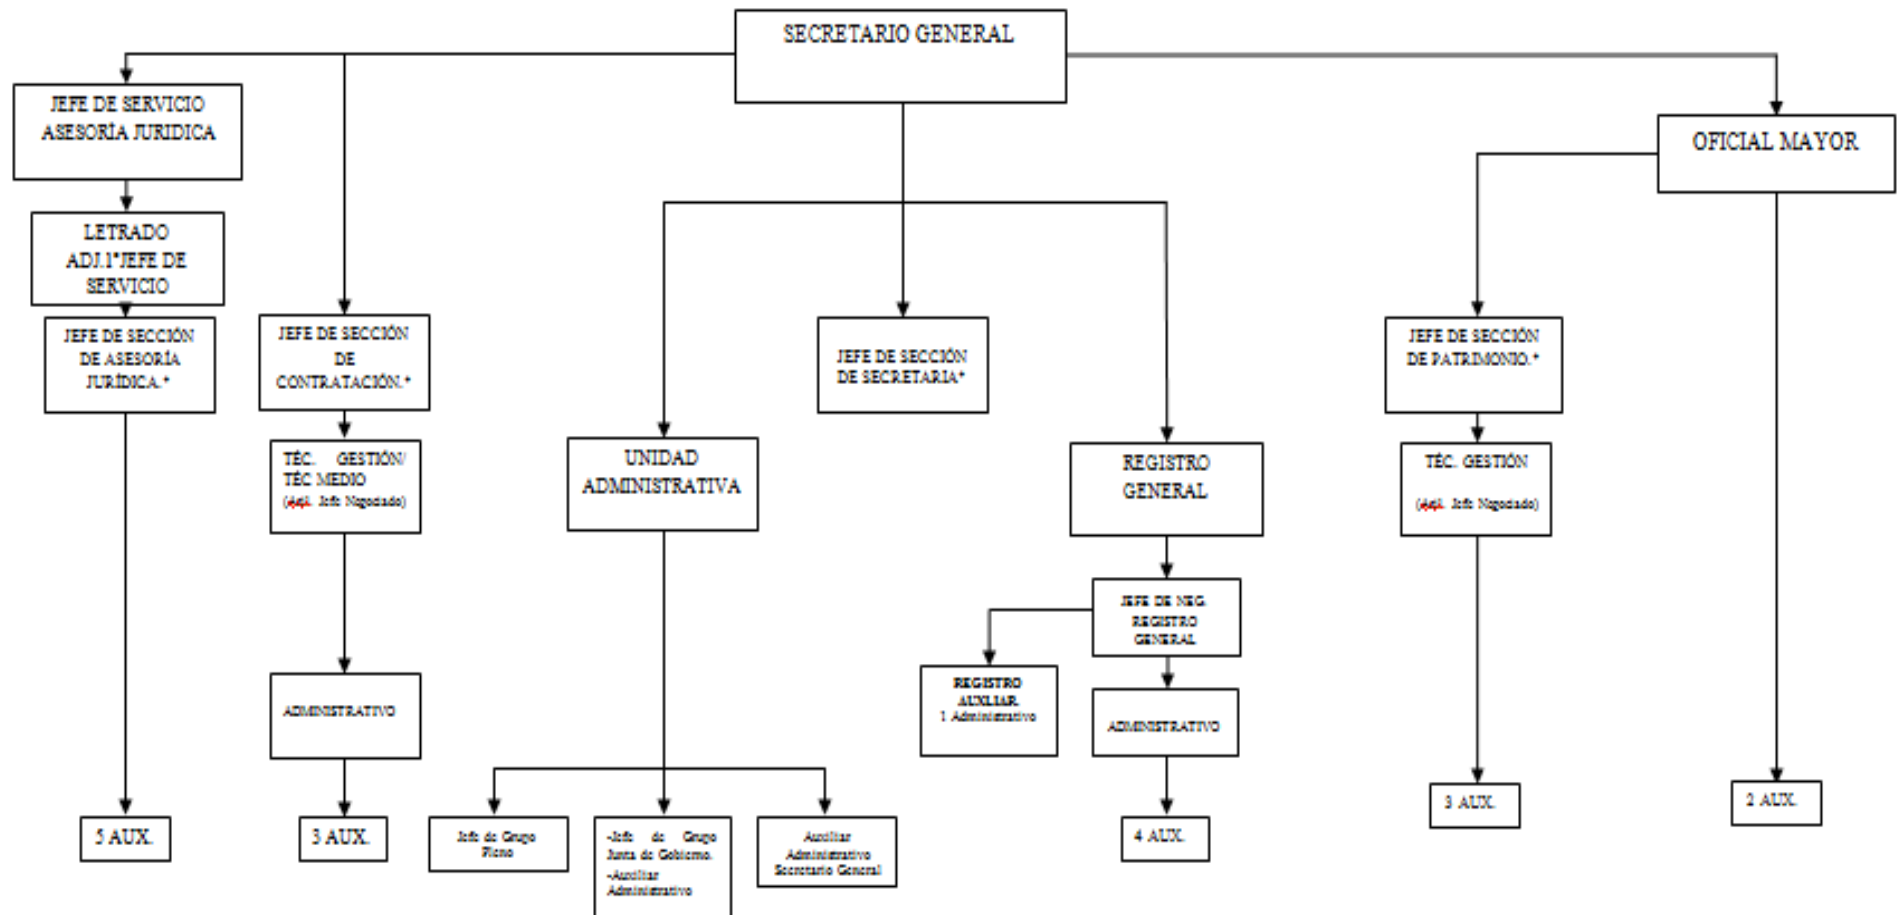 SECRETARIO GENERAL
JEFE DE SERVICIO
ASESORÍA JURIDICA
OFICIAL MAYOR
LETRADO
ADJ.1ºJEFE DE
SERVICIO
JEFE DE SECCIÓN
DE ASESORÍA
JURÍDICA.*
JEFE DE SECCIÓN
DE
CONTRATACIÓN.*
JEFE DE SECCIÓN
DE SECRETARIA*
JEFE DE SECCIÓN
DE PATRIMONIO.*
TÉC. GESTIÓN/
TÉC MEDIO
(Adj. Jefe Negociado)
UNIDAD
ADMINISTRATIVA
REGISTRO
GENERAL
TÉC. GESTIÓN
(Adj. Jefe Negociado)
JEFE DE NEG.
REGISTRO
GENERAL
REGISTRO
AUXLIAR
1 Administrativo
ADMINISTRATIVO
ADMINISTRATIVO
5 AUX.
3 AUX.
Jefe de Grupo
Pleno
-Jefe de Grupo
Junta de Gobierno.
-Auxiliar
Administrativo
Auxiliar
Administrativo
Secretario General
4 AUX.
3 AUX.
2 AUX.